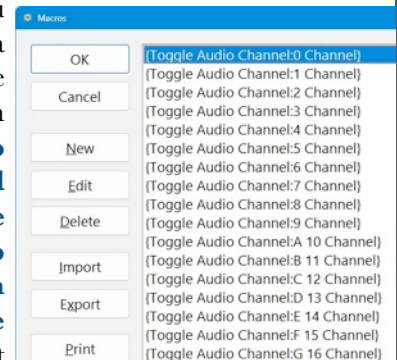 Macros
OK
Cancel
New
Edit
Delete
Import
Export
Print
{Toggle Audio Channel:0 Channel}
{Toggle Audio Channel:1 Channel}
{Toggle Audio Channel:2 Channel}
{Toggle Audio Channel:3 Channel}
{Toggle Audio Channel:4 Channel}
{Toggle Audio Channel:5 Channel}
{Toggle Audio Channel:6 Channel}
{Toggle Audio Channel:7 Channel}
{Toggle Audio Channel:8 Channel}
{Toggle Audio Channel:9 Channel}
{Toggle Audio Channel:A 10 Channel}
{Toggle Audio Channel:B 11 Channel}
{Toggle Audio Channel:C 12 Channel}
{Toggle Audio Channel:D 13 Channel}
{Toggle Audio Channel:E 14 Channel}
{Toggle Audio Channel:F 15 Channel}
{Toggle Audio Channel:G 16 Channel}